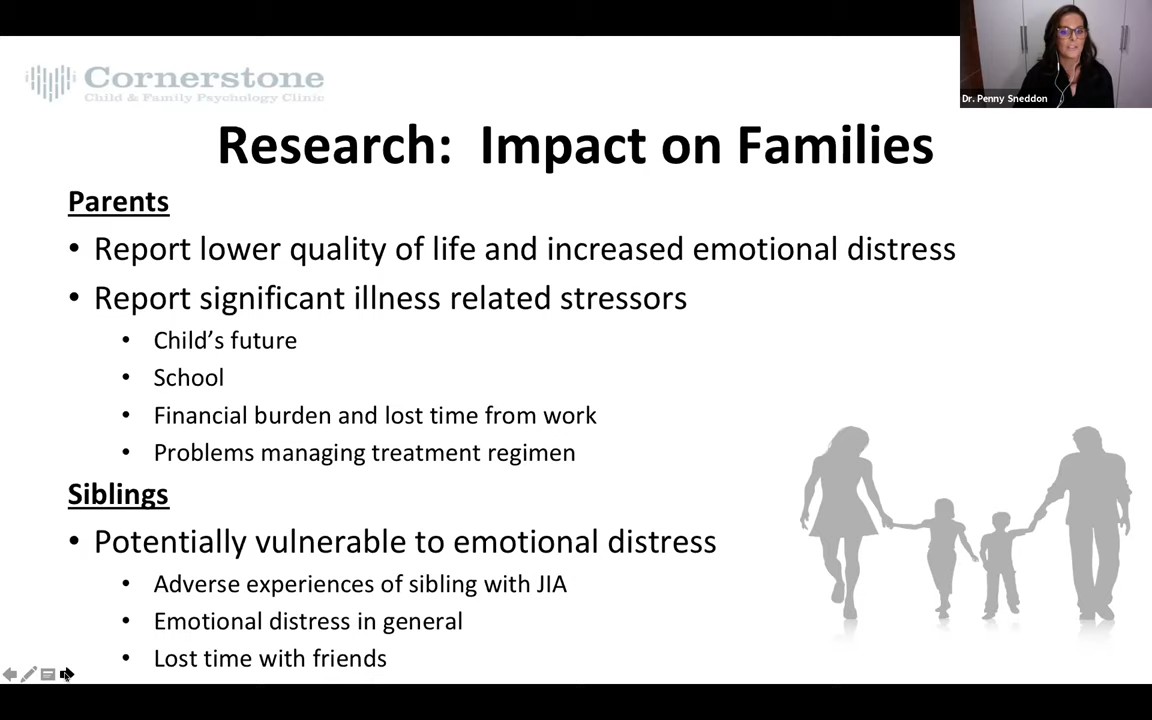 Cornerstone
Child & Family Psychology Clinic
Dr. Penny Sneddon
Research: Impact on Families
Parents
• Report lower quality of life and increased emotional distress
• Report significant illness related stressors
• Child’s future
• School
• Financial burden and lost time from work
• Problems managing treatment regimen
Siblings
• Potentially vulnerable to emotional distress
• Adverse experiences of sibling with JIA
• Emotional distress in general
• Lost time with friends